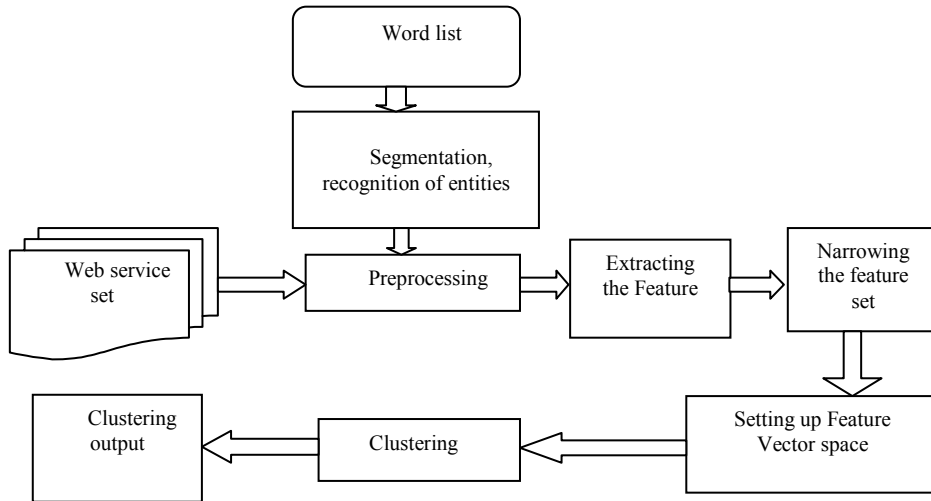 Word list
Segmentation,
recognition of entities
Web service
set
Preprocessing
Extracting
the Feature
Narrowing
the feature
set
Clustering
output
Clustering
Setting up Feature
Vector space